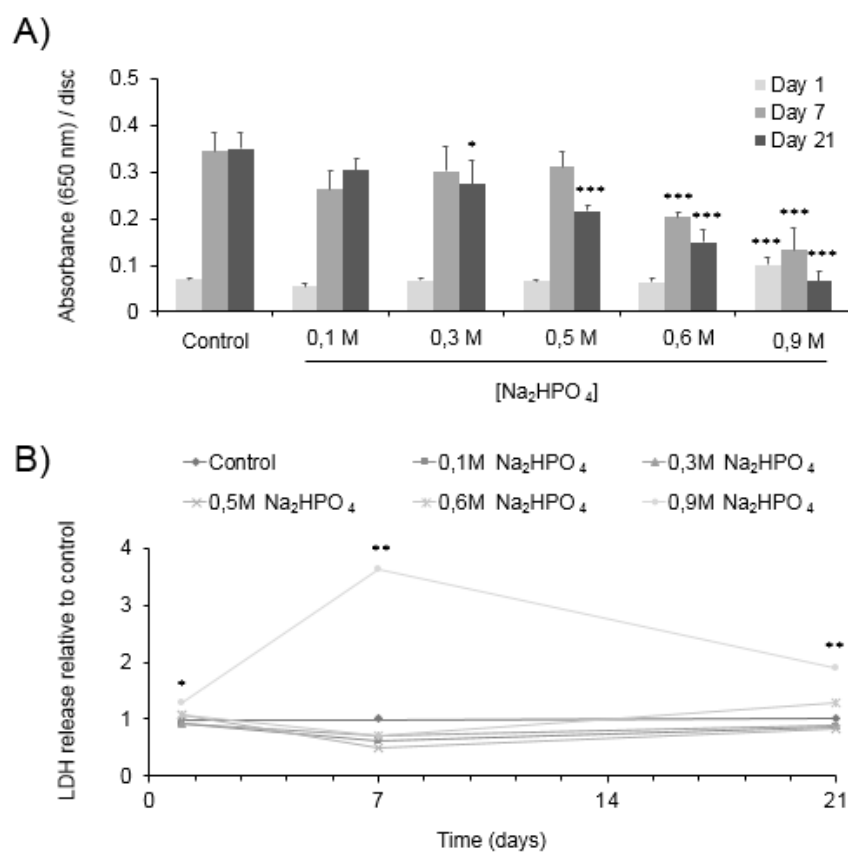 A)
Absorbance (650 nm) / disc
0.5
0.4
0.3
0.2
0.1
0
Day 1
Day 7
Day 21
*
***
*** ***
*** *** ***
Control 0,1 M 0,3 M 0,5 M 0,6 M 0,9 M
[Na₂HPO₄]
B)
Control 0,1M Na₂HPO₄ 0,3M Na₂HPO₄
0,5M Na₂HPO₄ 0,6M Na₂HPO₄ 0,9M Na₂HPO₄
LDH release relative to control
4
3
2
1
0
*
**
**
0 7 14 21
Time (days)